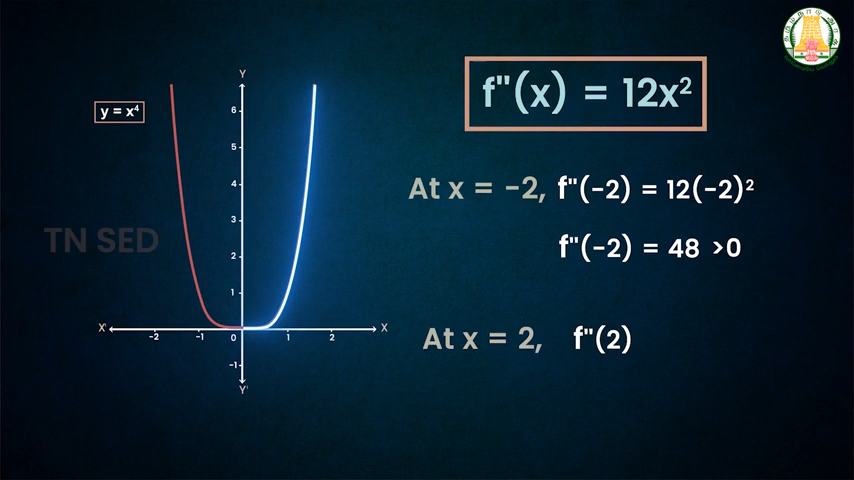 f"(x) = 12x²
y = x⁴
Y
6
5
4
3
2
1
X'
-2
-1
0
1
2
X
-1
Y'
At x = -2, f"(-2) = 12(-2)²
f"(-2) = 48 >0
At x = 2, f"(2)
TN SED